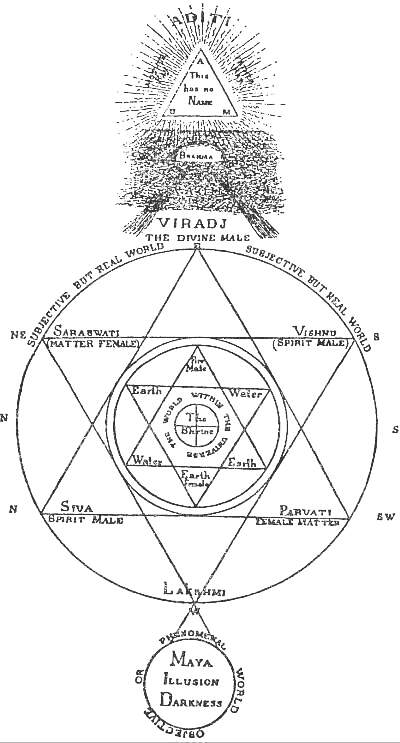 ADITI
A
This
has no
Name
U M
Brahma
VIRADJ
THE DIVINE MALE
E
SUBJECTIVE BUT REAL WORLD
SUBJECTIVE BUT REAL WORLD
NE
SARASWATI
(MATTER FEMALE)
VISHNU
(SPIRIT MALE)
Fire
Male
Earth
Water
THE WORLD WITHIN THE UNIVERSE
The
Shrine
Water
Earth
Earth
female
N
S
N
SIVA
SPIRIT MALE
PARVATI
FEMALE MATTER
SW
LAKSHMI
W
OR PHENOMENAL WORLD
MAYA
ILLUSION
DARKNESS
OBJECTIVE